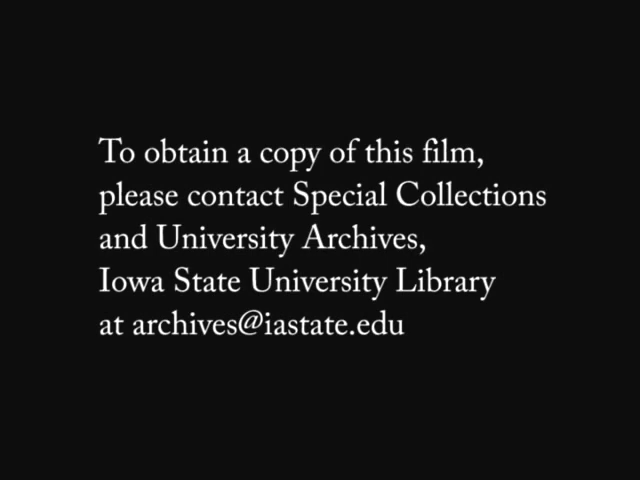 To obtain a copy of this film,
please contact Special Collections
and University Archives,
Iowa State University Library
at archives@iastate.edu